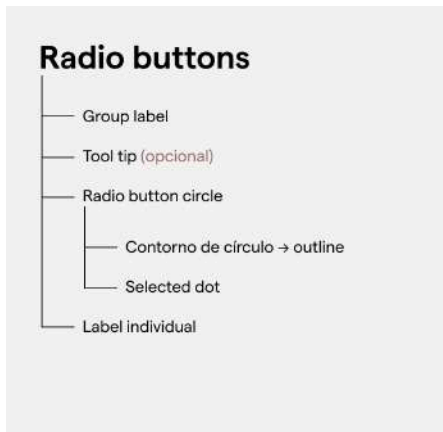 Radio buttons
Group label
Tool tip (opcional)
Radio button circle
Contorno de círculo → outline
Selected dot
Label individual